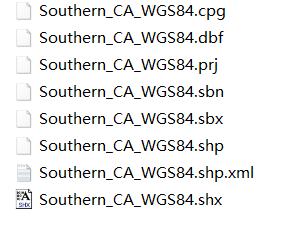 Southern_CA_WGS84.cpg
Southern_CA_WGS84.dbf
Southern_CA_WGS84.prj
Southern_CA_WGS84.sbn
Southern_CA_WGS84.sbx
Southern_CA_WGS84.shp
Southern_CA_WGS84.shp.xml
Southern_CA_WGS84.shx